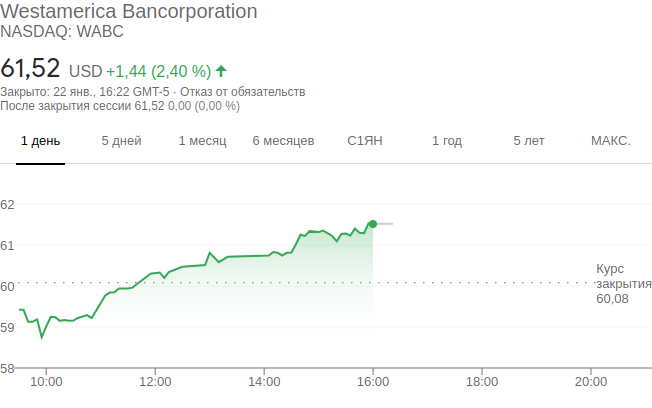 Westamerica Bancorporation
NASDAQ: WABC
61,52 USD +1,44 (2,40 %)
Закрыто: 22 янв., 16:22 GMT-5 · Отказ от обязательств
После закрытия сессии 61,52 0,00 (0,00 %)
1 день 5 дней 1 месяц 6 месяцев С1ЯН 1 год 5 лет МАКС.
62
61
60
59
58
Курс
закрытия
60,08
10:00 12:00 14:00 16:00 18:00 20:00